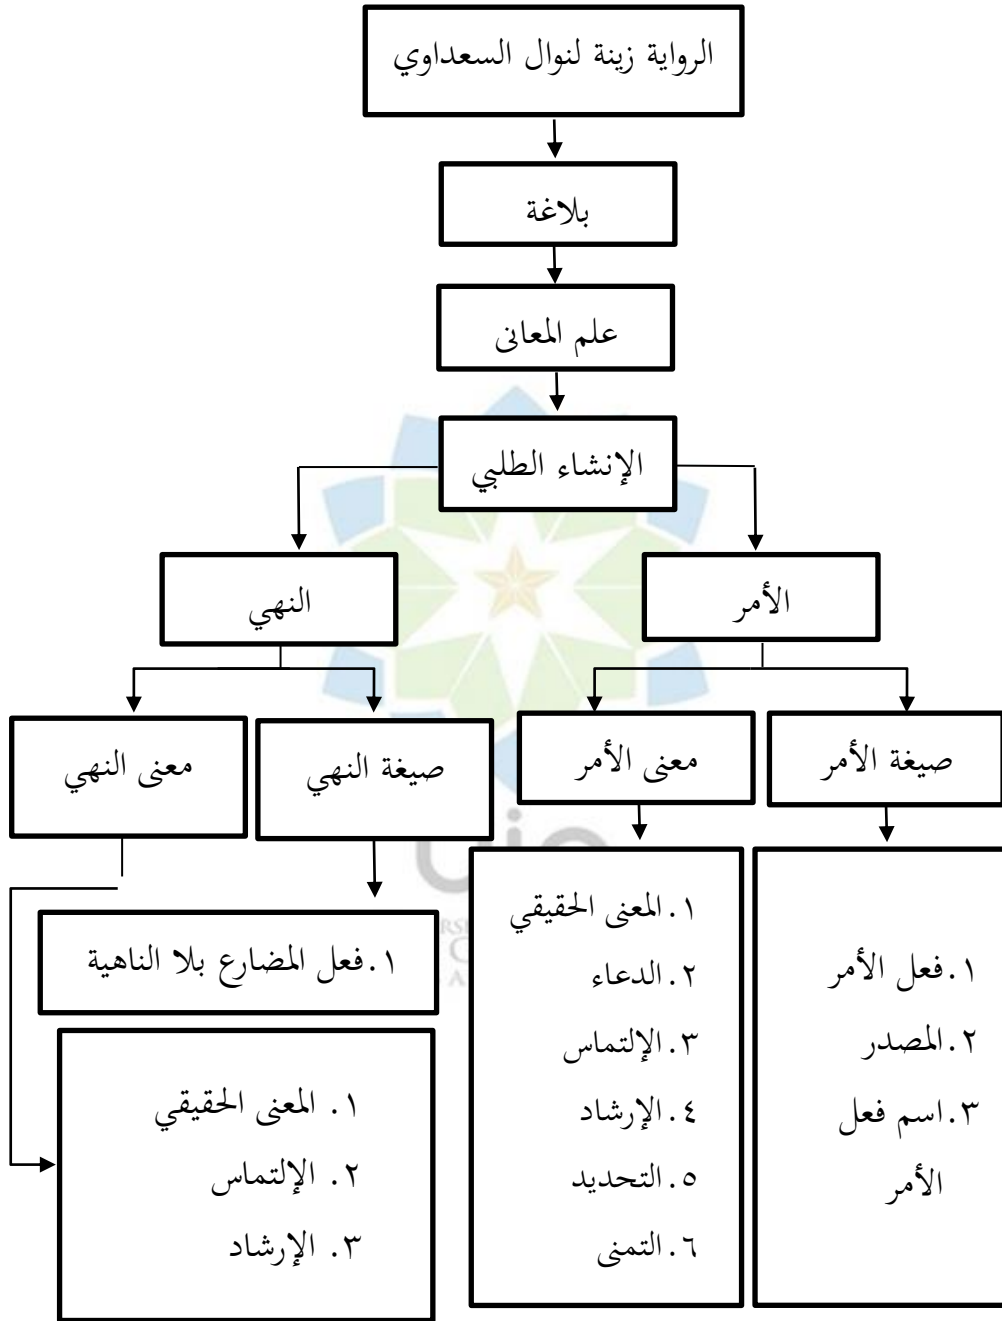 الرواية زينة لنوال السعداوي
بلاغة
علم المعانى
الإنشاء الطلبي
الأمر
النهي
صيغة الأمر
معنى الأمر
صيغة النهي
معنى النهي
١. فعل الأمر
٢. المصدر
٣. اسم فعل
الأمر
١. المعنى الحقيقي
٢. الدعاء
٣. الإلتماس
٤. الإرشاد
٥. التحديد
٦. التمنى
١. فعل المضارع بلا الناهية
١. المعنى الحقيقي
٢. الإلتماس
٣. الإرشاد